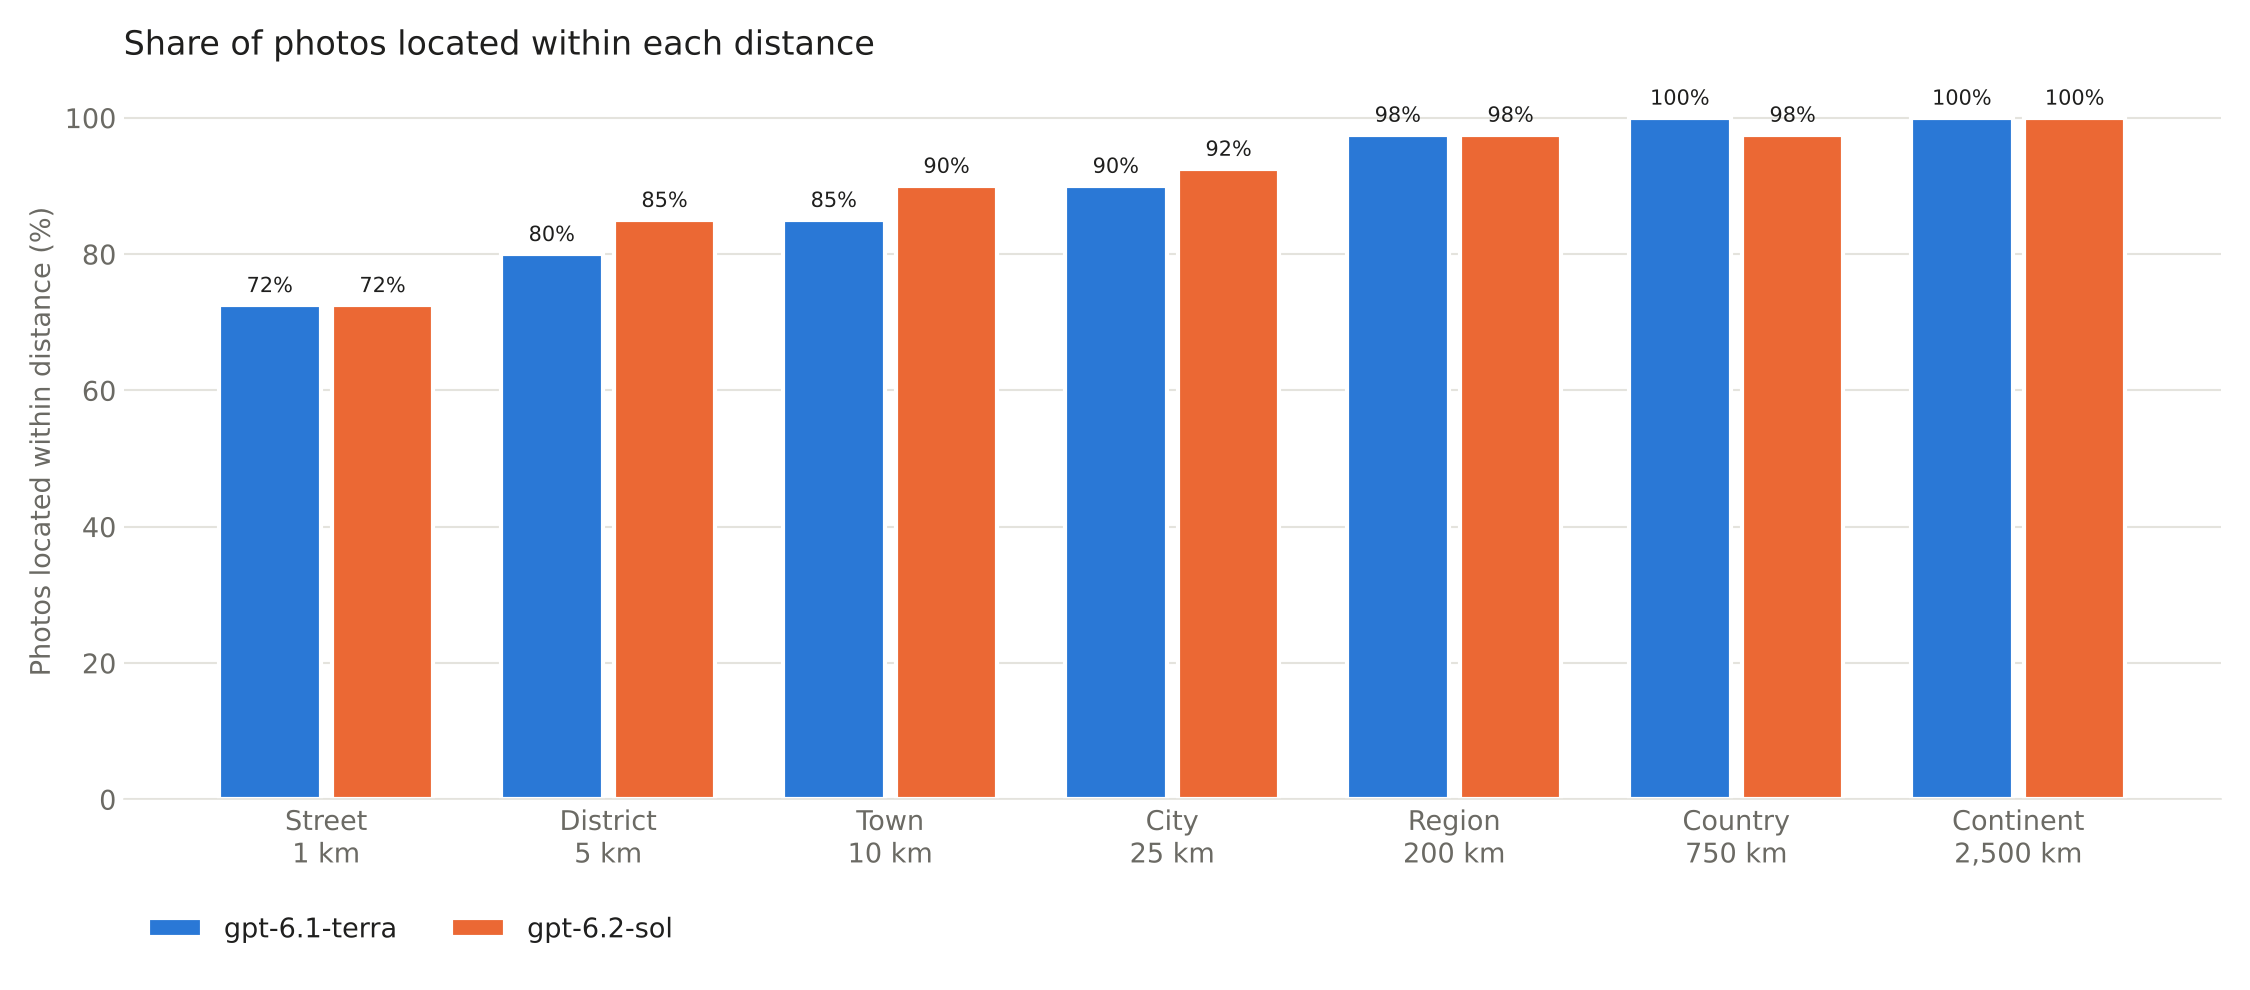 Share of photos located within each distance
Photos located within distance (%)
100
80
60
40
20
0
72%
72%
80%
85%
85%
90%
90%
92%
98%
98%
100%
98%
100%
100%
Street
1 km
District
5 km
Town
10 km
City
25 km
Region
200 km
Country
750 km
Continent
2,500 km
gpt-6.1-terra
gpt-6.2-sol